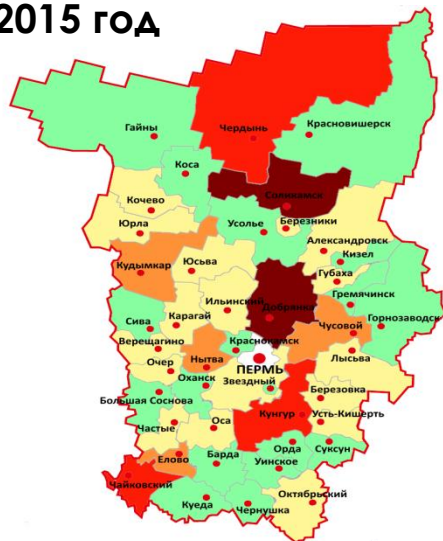 2015 год
Чердынь
Красновишерск
Гайны
Коса
Соликамск
Кочево
Усолье
Березники
Юрла
Александровск
Кизел
Кудымкар
Юсьва
Губаха
Ильинский
Добрянка
Гремячинск
Сива
Карагай
Чусовой
Горнозаводск
Верещагино
Краснокамск
Очер
Нытва
Лысьва
ПЕРМЬ
Оханск
Звездный
Березовка
Большая Соснова
Кунгур
Усть-Кишерть
Частые
Оса
Орда
Суксун
Елово
Барда
Уинское
Чайковский
Октябрьский
Куеда
Чернушка